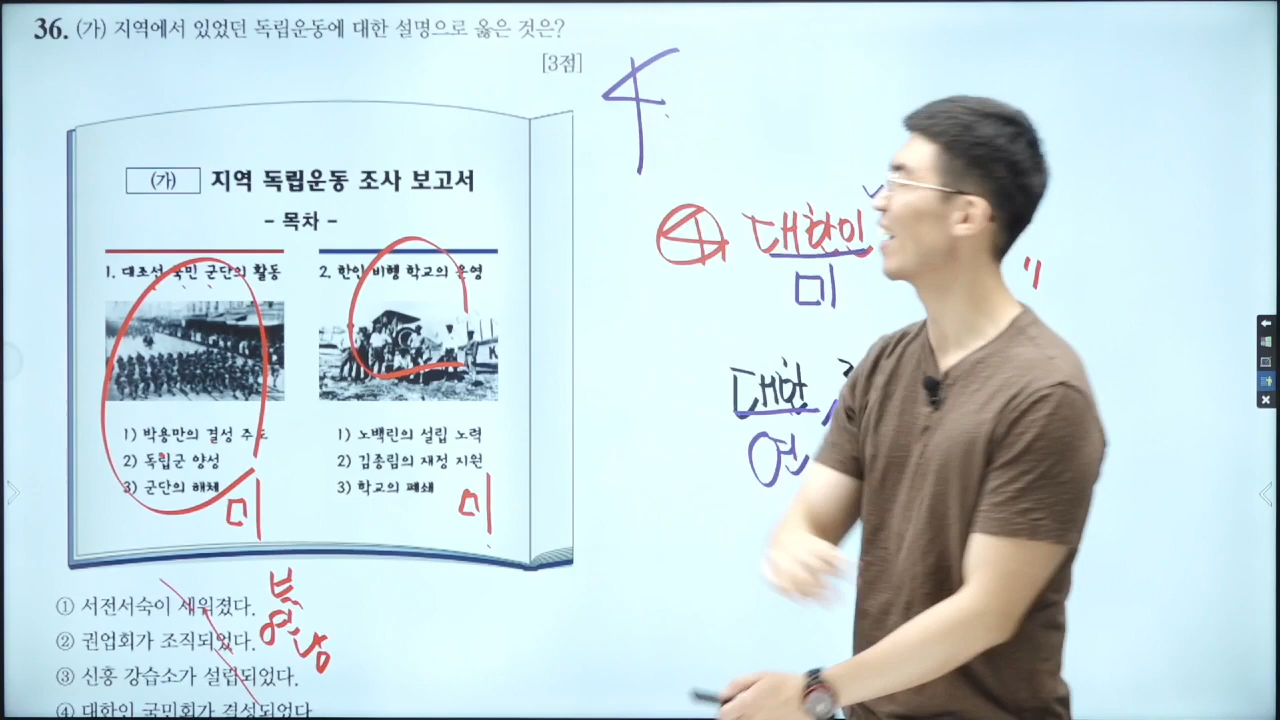 36. (가) 지역에서 있었던 독립운동에 대한 설명으로 옳은 것은?
[3점]
(가) 지역 독립운동 조사 보고서
- 목차 -
1. 대조선 국민 군단의 활동
2. 한인 비행 학교의 운영
1) 박용만의 결성 주도
2) 독립군 양성
3) 군단의 해체
1) 노백린의 설립 노력
2) 김종림의 재정 지원
3) 학교의 폐쇄
미
미
① 서전서숙이 세워졌다.
② 권업회가 조직되었다.
③ 신흥 강습소가 설립되었다.
④ 대한인 국민회가 결성되었다
북
연
상
④ 대한인
미
대한
연